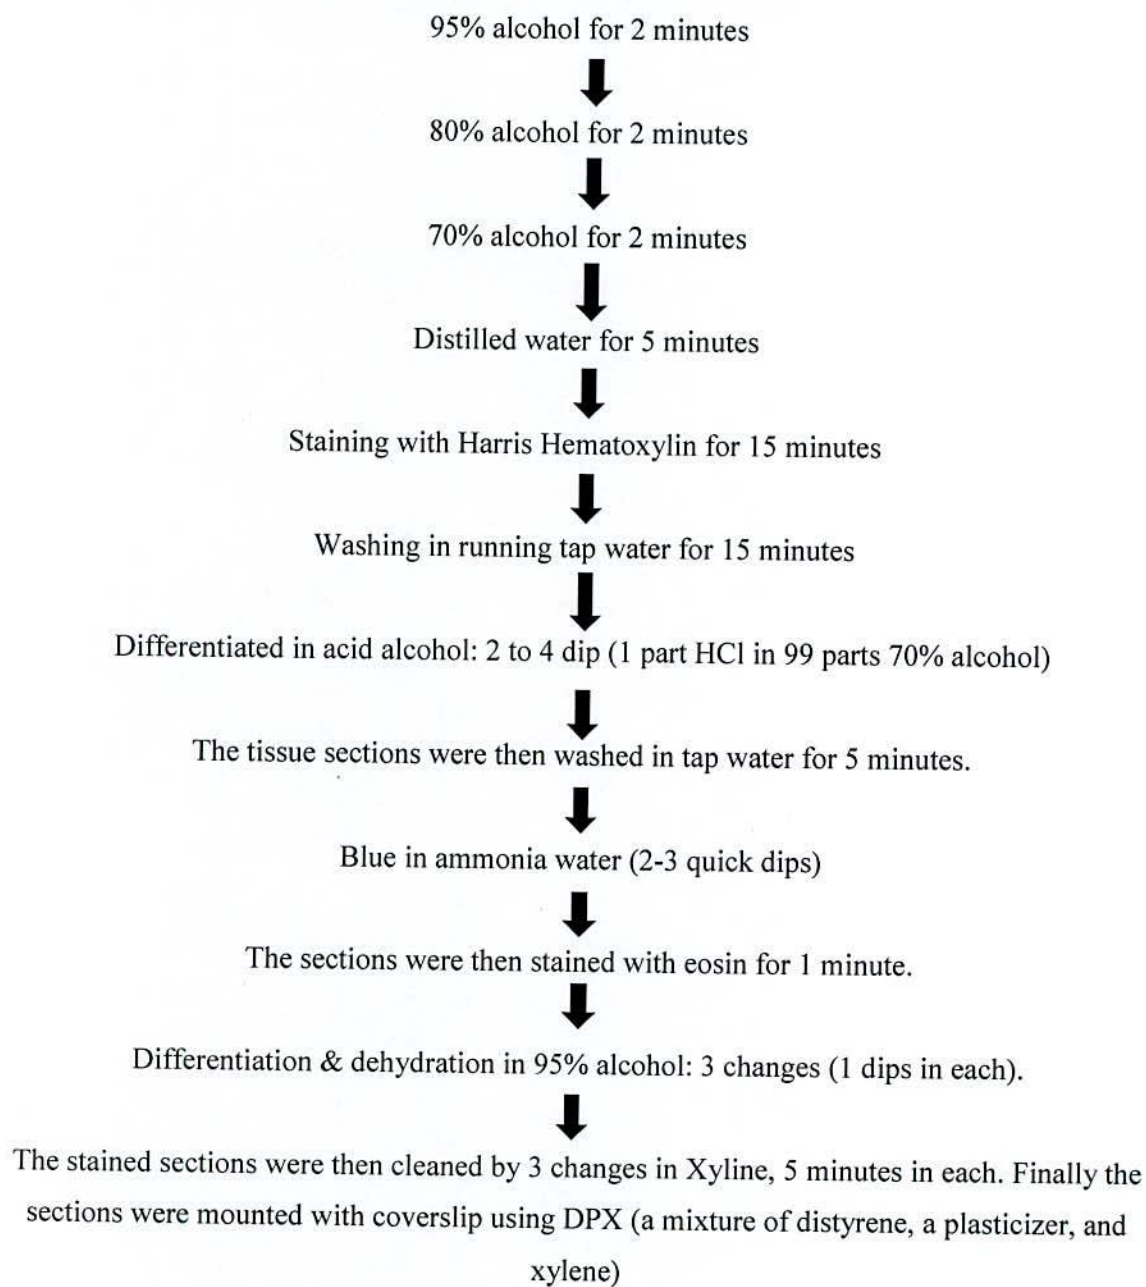 95% alcohol for 2 minutes
80% alcohol for 2 minutes
70% alcohol for 2 minutes
Distilled water for 5 minutes
Staining with Harris Hematoxylin for 15 minutes
Washing in running tap water for 15 minutes
Differentiated in acid alcohol: 2 to 4 dip (1 part HCl in 99 parts 70% alcohol)
The tissue sections were then washed in tap water for 5 minutes.
Blue in ammonia water (2-3 quick dips)
The sections were then stained with eosin for 1 minute.
Differentiation & dehydration in 95% alcohol: 3 changes (1 dips in each).
The stained sections were then cleaned by 3 changes in Xyline, 5 minutes in each. Finally the
sections were mounted with coverslip using DPX (a mixture of distyrene, a plasticizer, and
xylene)